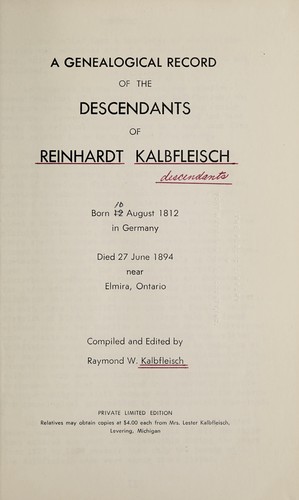 A GENEALOGICAL RECORD
OF THE
DESCENDANTS
OF
REINHARDT KALBFLEISCH
descendants
10
Born 12 August 1812
in Germany
Died 27 June 1894
near
Elmira, Ontario
Compiled and Edited by
Raymond W. Kalbfleisch
PRIVATE LIMITED EDITION
Relatives may obtain copies at $4.00 each from Mrs. Lester Kalbfleisch,
Levering, Michigan